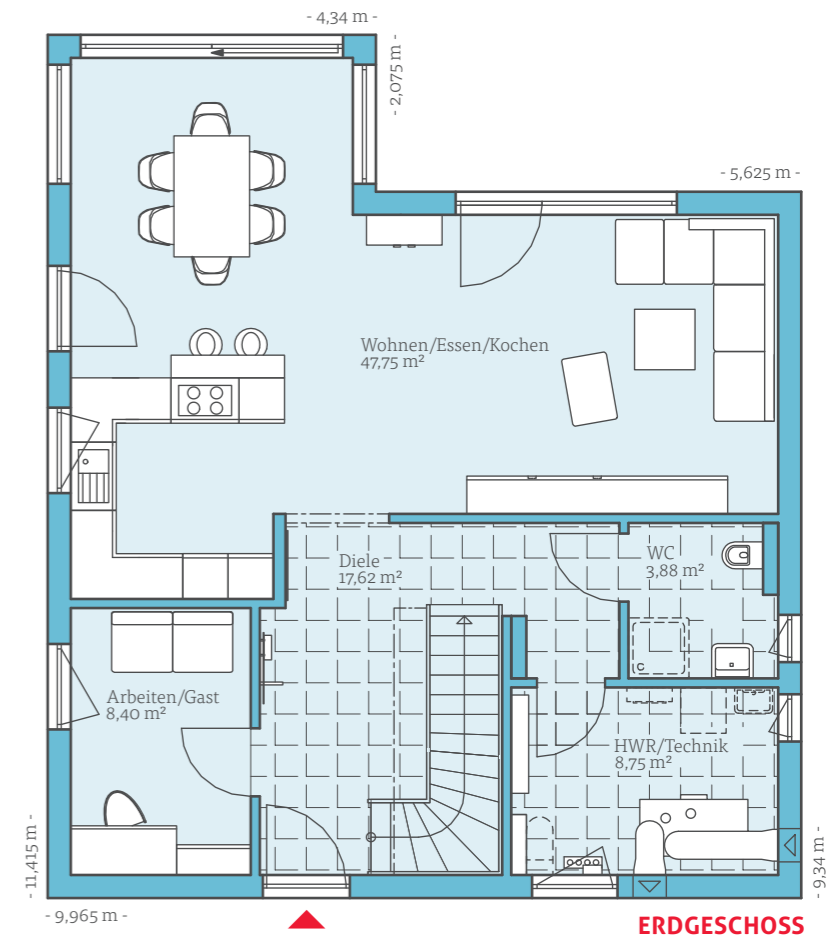 - 4,34 m -
- 2,075 m -
- 5,625 m -
Wohnen/Essen/Kochen
47,75 m²
Diele
17,62 m²
WC
3,88 m²
Arbeiten/Gast
8,40 m²
HWR/Technik
8,75 m²
- 11,415 m -
- 9,34 m -
- 9,965 m -
ERDGESCHOSS